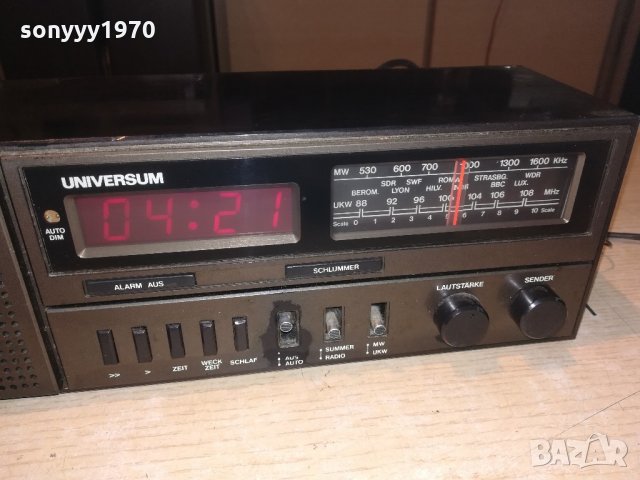 sonyyy1970
UNIVERSUM
AUTO DIM
04:21
MW 530 600 700 1000 1300 1600 KHz
SDR SWF ROMA STRASBG. WDR
BEROM. LYON HILV. BBC LUX.
UKW 88 92 96 100 104 106 108 MHz
Scale 0 1 2 3 4 5 6 7 8 9 10 Scale
ALARM AUS
SCHLUMMER
LAUTSTÄRKE
SENDER
>> > ZEIT WECK ZEIT SCHLAF
AUS AUTO
SUMMER RADIO
MW UKW
BAZAR